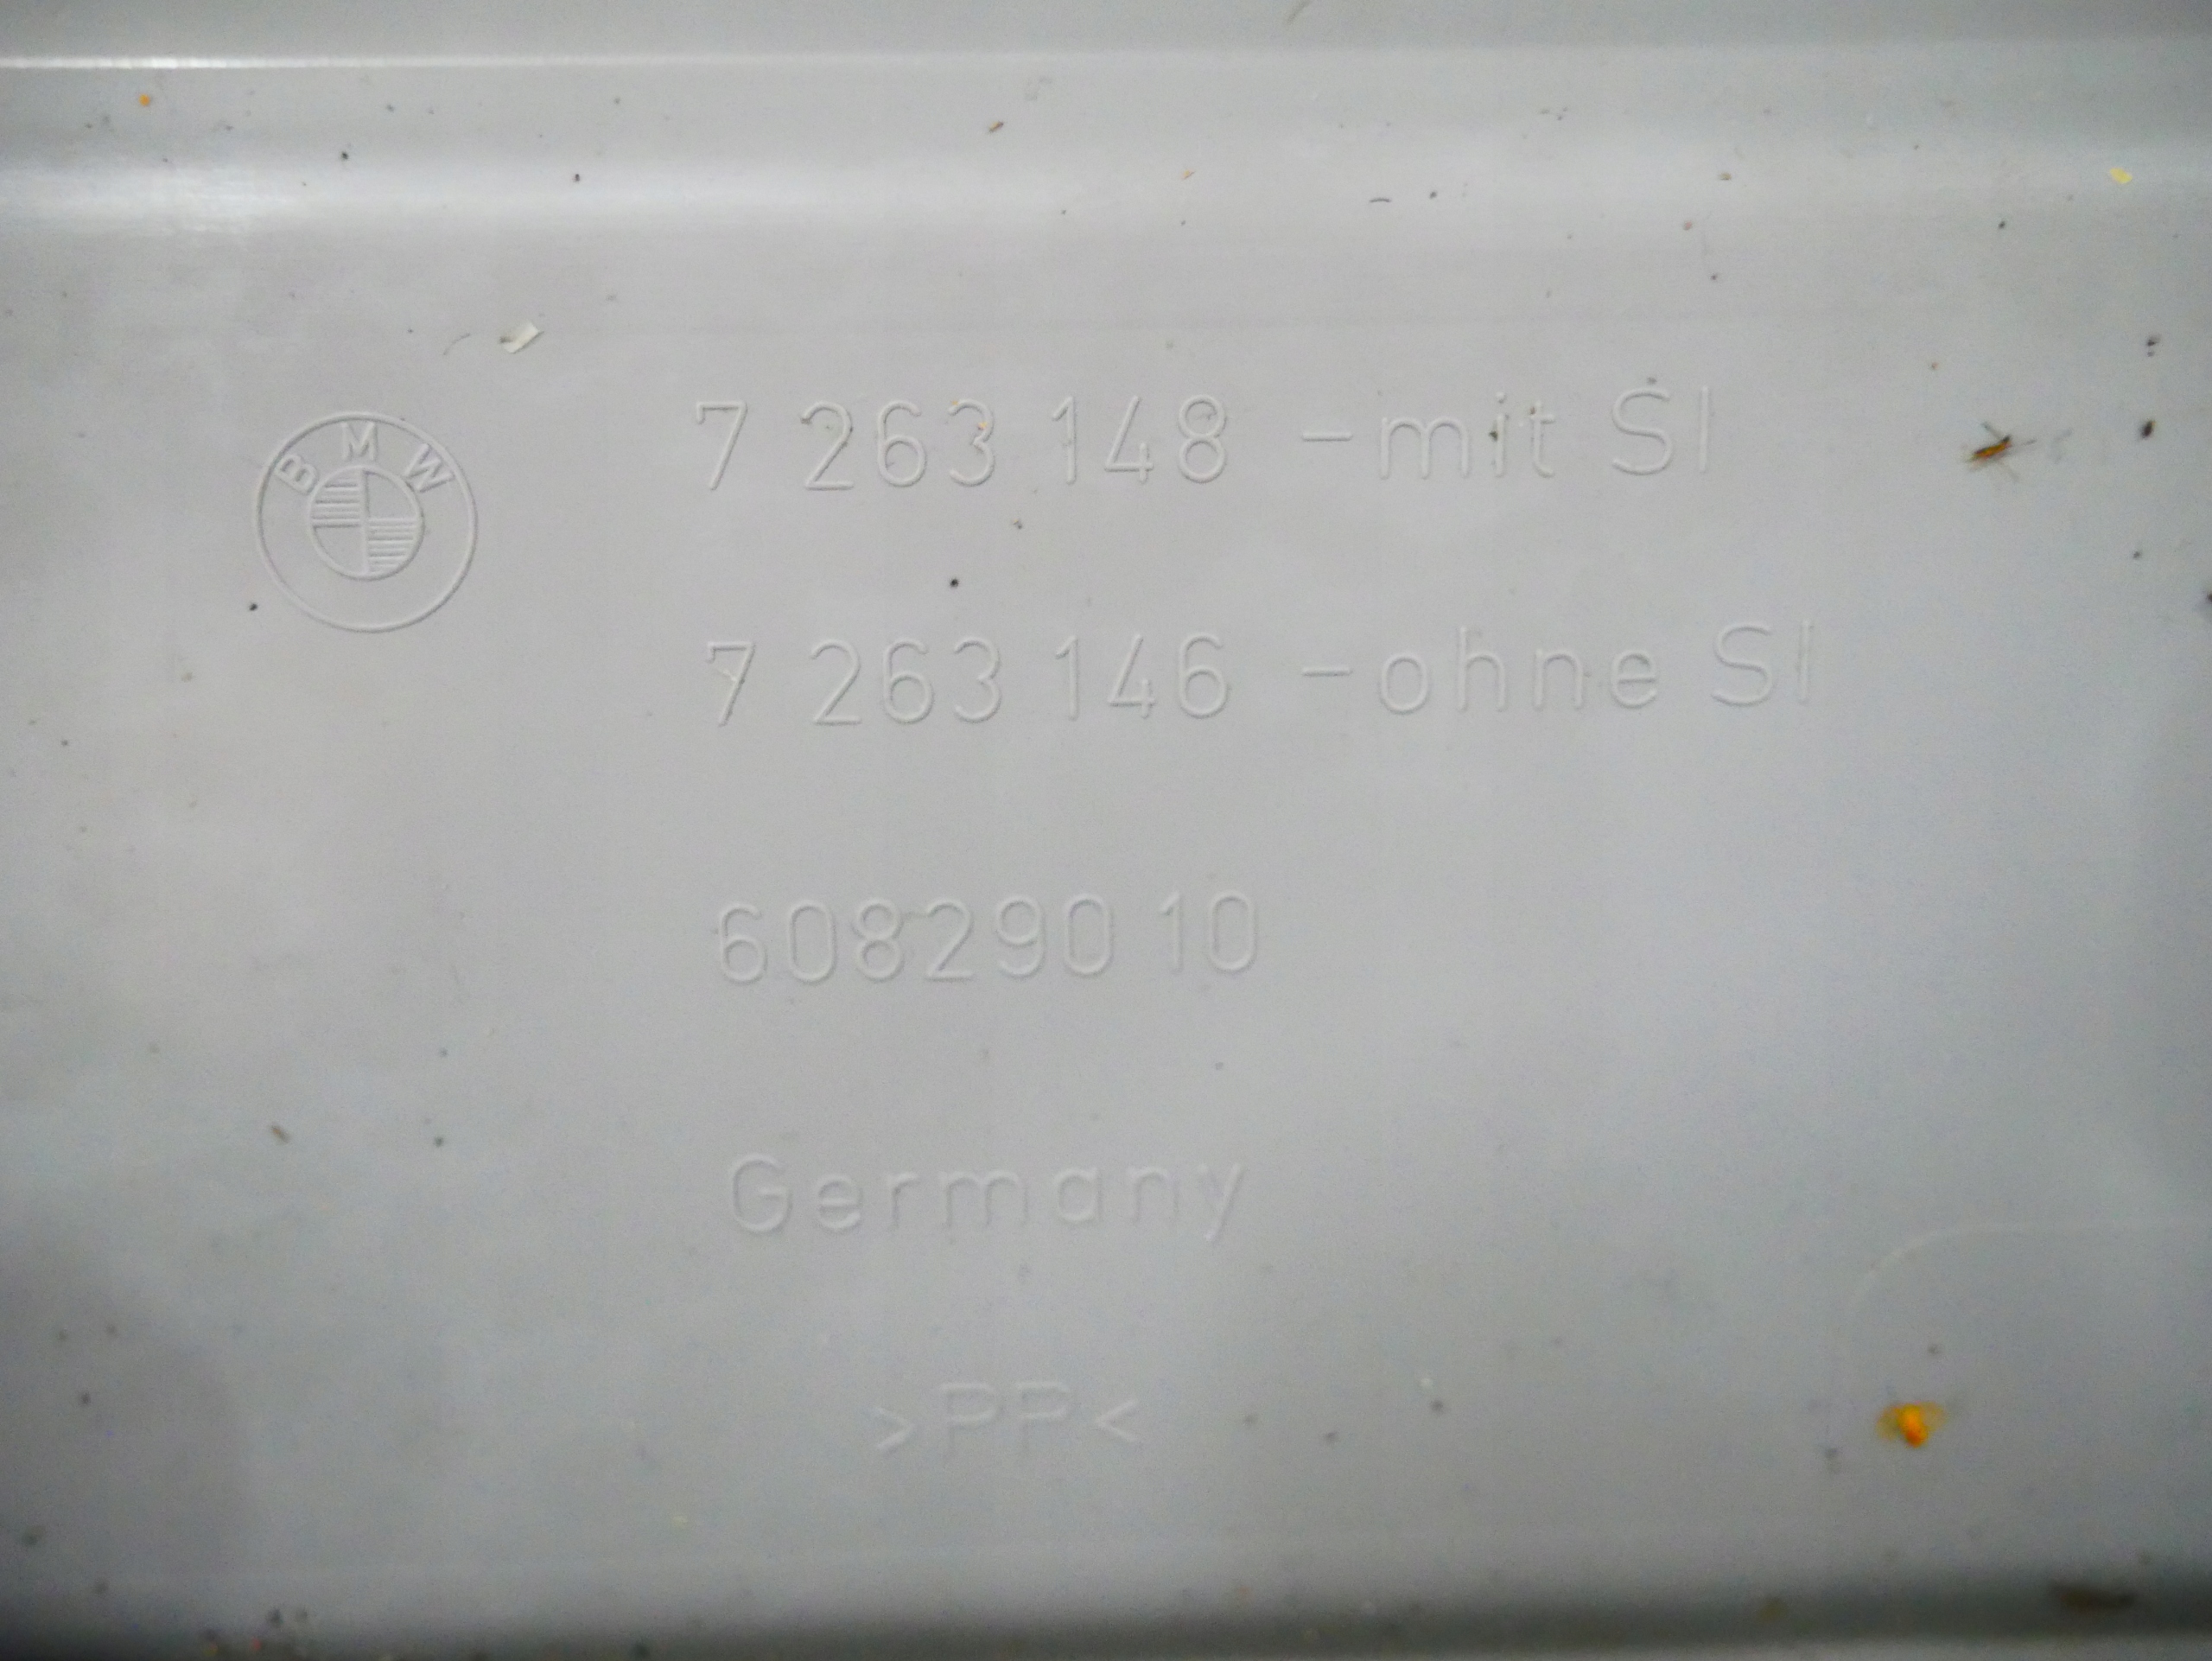 BMW
7 263 148 -mit SI
7 263 146 -ohne SI
608290 10
Germany
>PP<